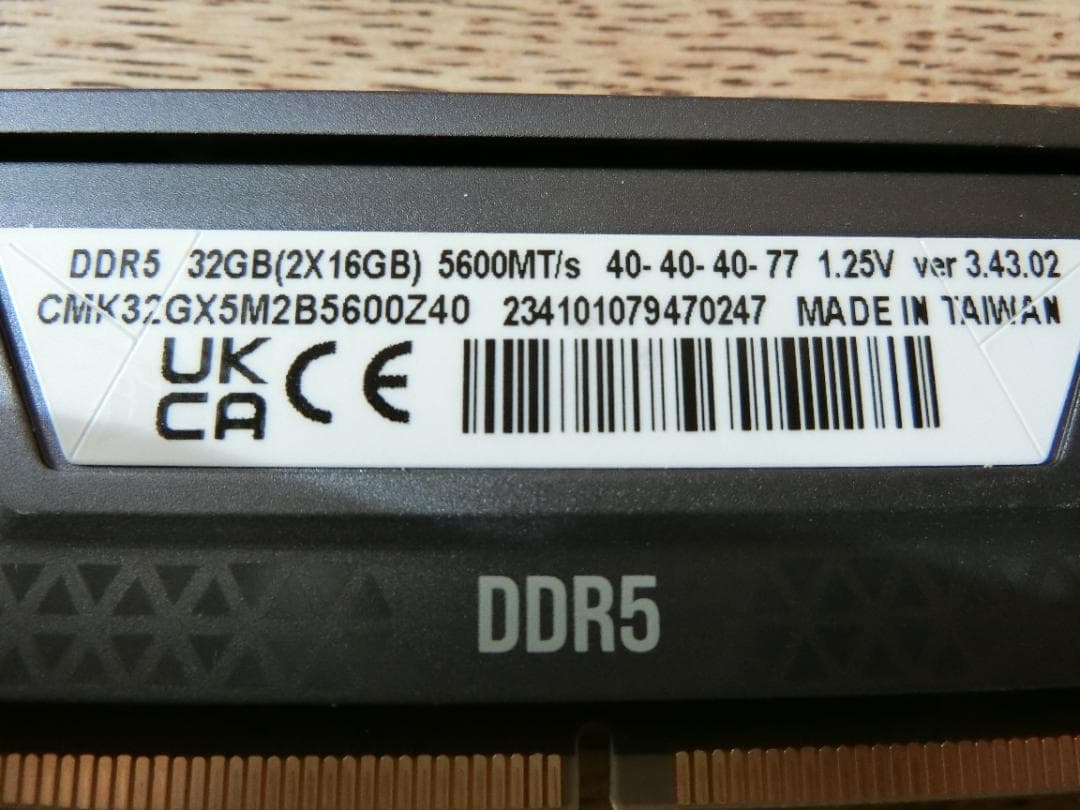 DDR5 32GB(2X16GB) 5600MT/s 40-40-40-77 1.25V ver 3.43.02
CMK32GX5M2B5600Z40 234101079470247 MADE IN TAIWAN
UK
CA CE
DDR5